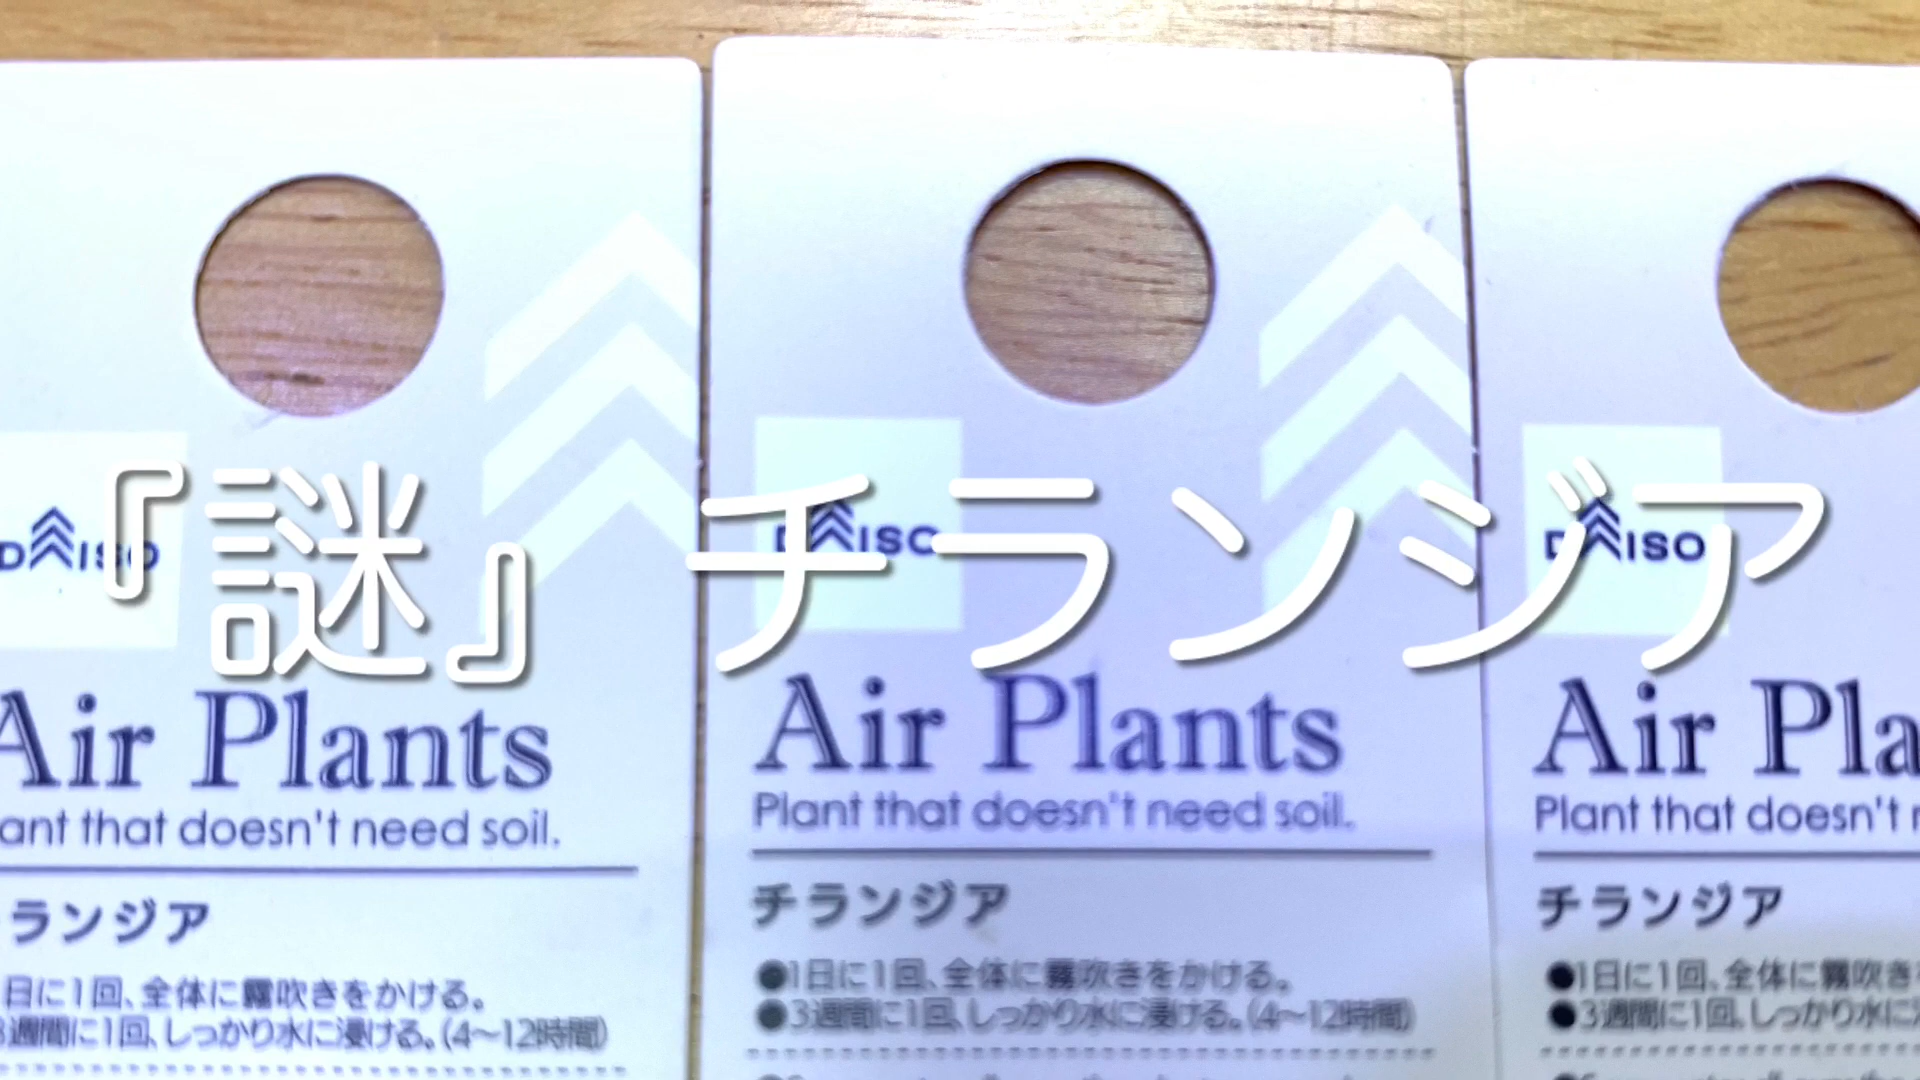 『謎』チランジア
DAISO
Air Plants
ant that doesn't need soil.
ランジア
日に1回、全体に霧吹きをかける。
3週間に1回、しっかり水に浸ける。(4〜12時間)
DAISO
Air Plants
Plant that doesn't need soil.
チランジア
●1日に1回、全体に霧吹きをかける。
●3週間に1回、しっかり水に浸ける。(4〜12時間)
DAISO
Air Pla
Plant that doesn't
チランジア
●1日に1回、全体に霧吹き
●3週間に1回、しっかり水に